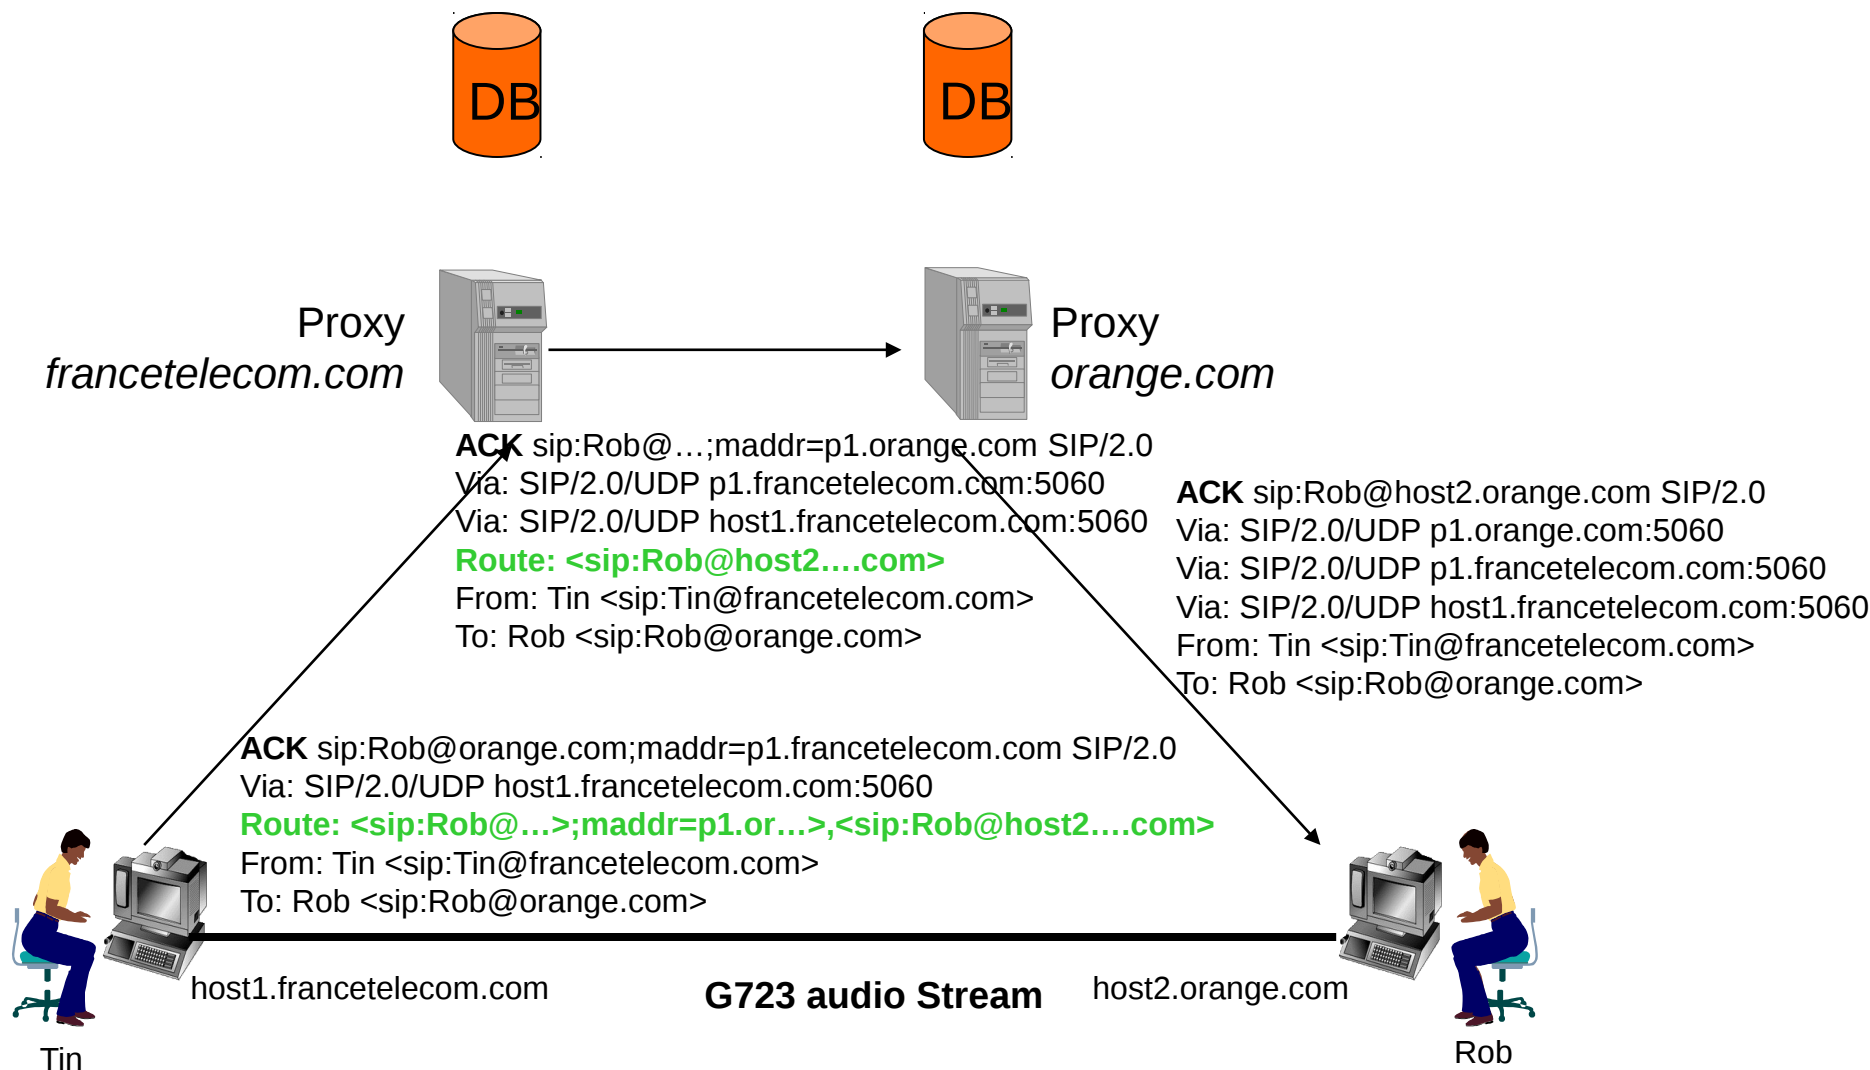 DB
DB
Proxy
francetelecom.com
Proxy
orange.com
ACK sip:Rob@…;maddr=p1.orange.com SIP/2.0
Via: SIP/2.0/UDP p1.francetelecom.com:5060
Via: SIP/2.0/UDP host1.francetelecom.com:5060
Route: <sip:Rob@host2….com>
From: Tin <sip:Tin@francetelecom.com>
To: Rob <sip:Rob@orange.com>
ACK sip:Rob@host2.orange.com SIP/2.0
Via: SIP/2.0/UDP p1.orange.com:5060
Via: SIP/2.0/UDP p1.francetelecom.com:5060
Via: SIP/2.0/UDP host1.francetelecom.com:5060
From: Tin <sip:Tin@francetelecom.com>
To: Rob <sip:Rob@orange.com>
ACK sip:Rob@orange.com;maddr=p1.francetelecom.com SIP/2.0
Via: SIP/2.0/UDP host1.francetelecom.com:5060
Route: <sip:Rob@…>;maddr=p1.or…>,<sip:Rob@host2….com>
From: Tin <sip:Tin@francetelecom.com>
To: Rob <sip:Rob@orange.com>
host1.francetelecom.com
G723 audio Stream
host2.orange.com
Tin
Rob